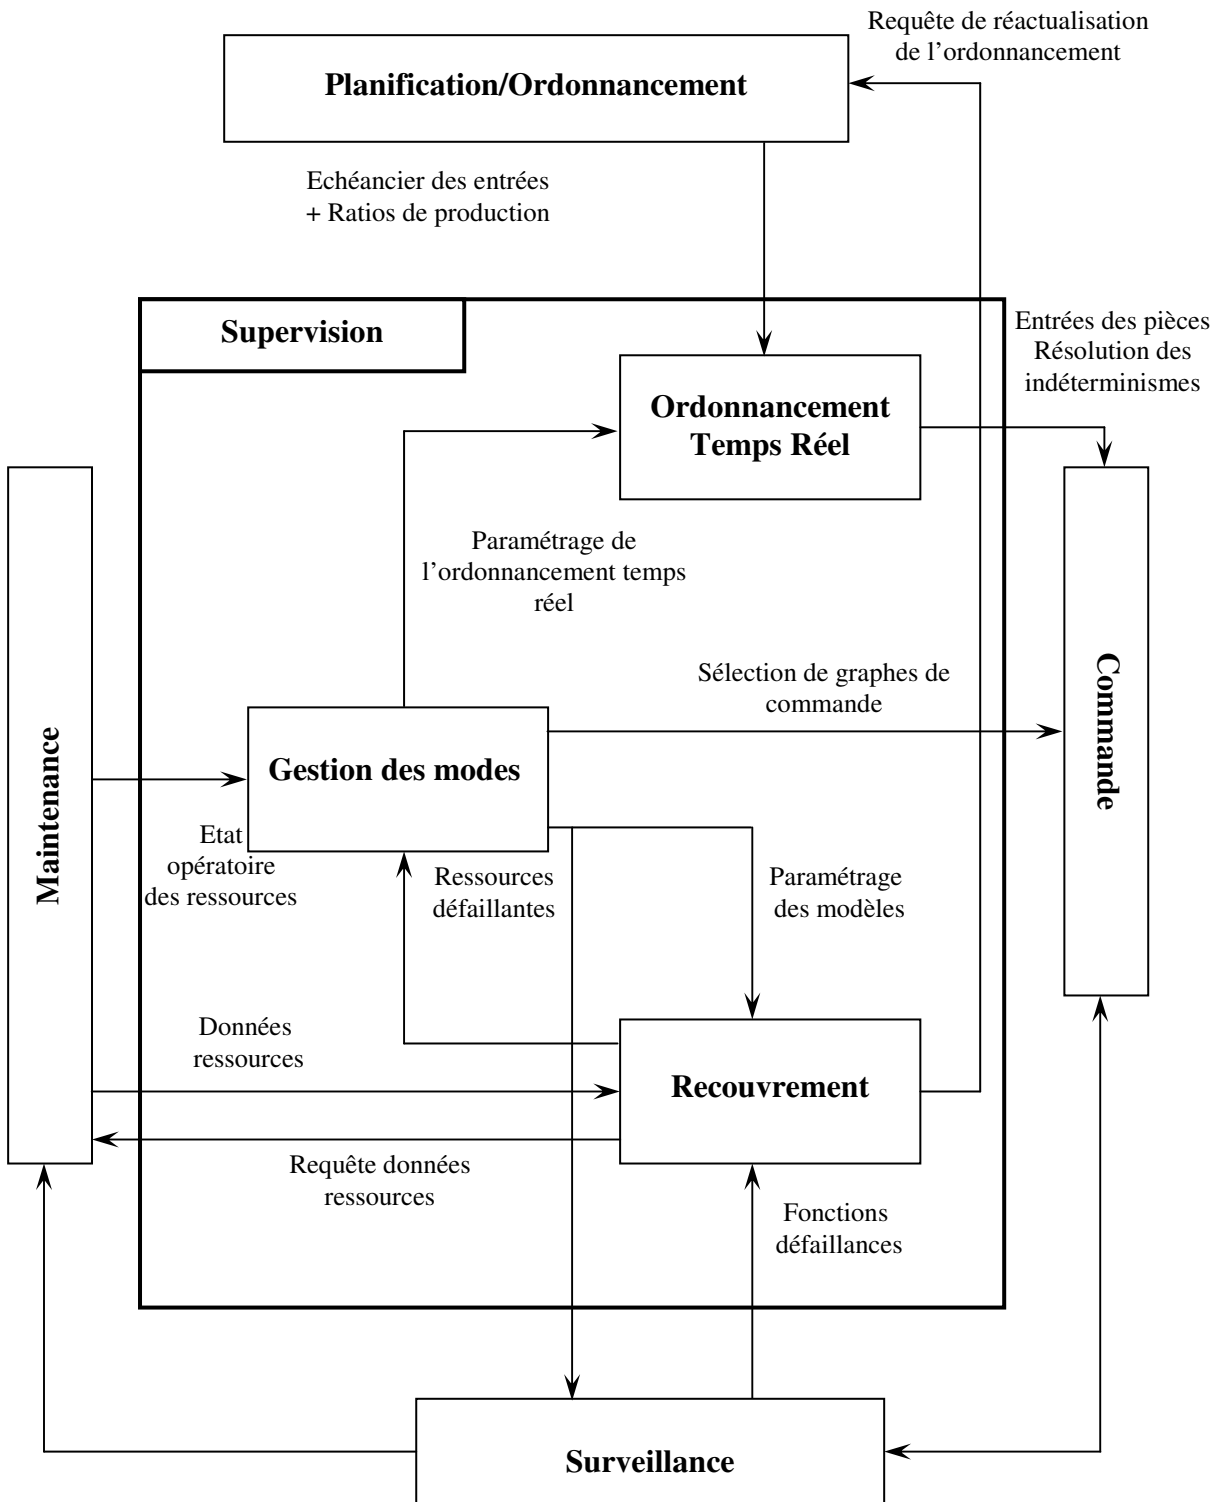 Requête de réactualisation
de l’ordonnancement
Planification/Ordonnancement
Echéancier des entrées
+ Ratios de production
Supervision
Entrées des pièces
Résolution des
indéterminismes
Ordonnancement
Temps Réel
Paramétrage de
l’ordonnancement temps
réel
Sélection de graphes de
commande
Commande
Maintenance
Gestion des modes
Etat
opératoire
des ressources
Ressources
défaillantes
Paramétrage
des modèles
Données
ressources
Recouvrement
Requête données
ressources
Fonctions
défaillances
Surveillance